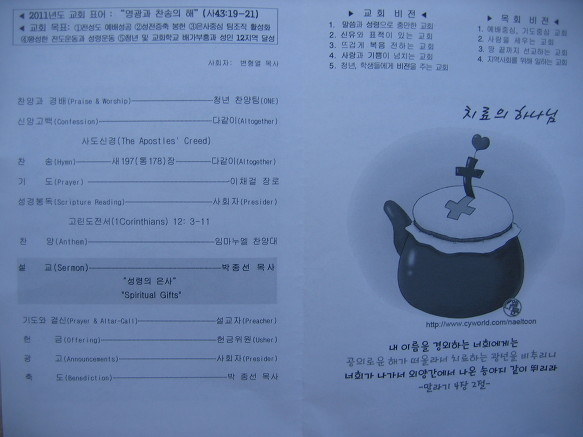 ◀ 2011년도 교회 표어 : "영광과 찬송의 해" (사43:19-21)
◀ 교회 목표: ①완성도 예배성공 ②성전증축 봉헌 ③은사중심 팀조직 활성화
④왕성한 전도운동과 성령운동 ⑤청년 및 교회학교 배가부흥과 성인 12지역 달성
사회자: 변형열 목사
찬양과 경배(Praise & Worship) 청년 찬양팀(ONE)
신앙고백(Confession) 다같이(Altogether)
사도신경(The Apostles' Creed)
찬 송(Hymn) 새197(통178)장 다같이(Altogether)
기 도(Prayer) 이채걸 장로
성경봉독(Scripture Reading) 사회자(Presider)
고린도전서(1Corinthians) 12: 3-11
찬 양(Anthem) 임마누엘 찬양대
설 교(Sermon) 박종선 목사
"성령의 은사"
"Spiritual Gifts"
기도와 결신(Prayer & Altar-Call) 설교자(Preacher)
헌 금(Offering) 헌금위원(Usher)
광 고(Announcements) 사회자(Presider)
축 도(Benediction) 박 종선 목사
▶ 교 회 비 전 ◀
1. 말씀과 성령으로 충만한 교회
2. 신유와 표적이 있는 교회
3. 뜨겁게 복음 전하는 교회
4. 사랑과 기쁨이 넘치는 교회
5. 청년, 학생들에게 비전을 주는 교회
▶ 목 회 비 전 ◀
1. 예배중심, 기도중심 교회
2. 사람을 세우는 교회
3. 땅 끝까지 선교하는 교회
4. 지역사회를 위해 일하는 교회
치료의 하나님
http://www.cyworld.com/naeltoon
내 이름을 경외하는 너희에게는
공의로운 해가 떠올라서 치료하는 광선을 비추리니
너희가 나가서 외양간에서 나온 송아지 같이 뛰리라
-말라기 4장 2절-